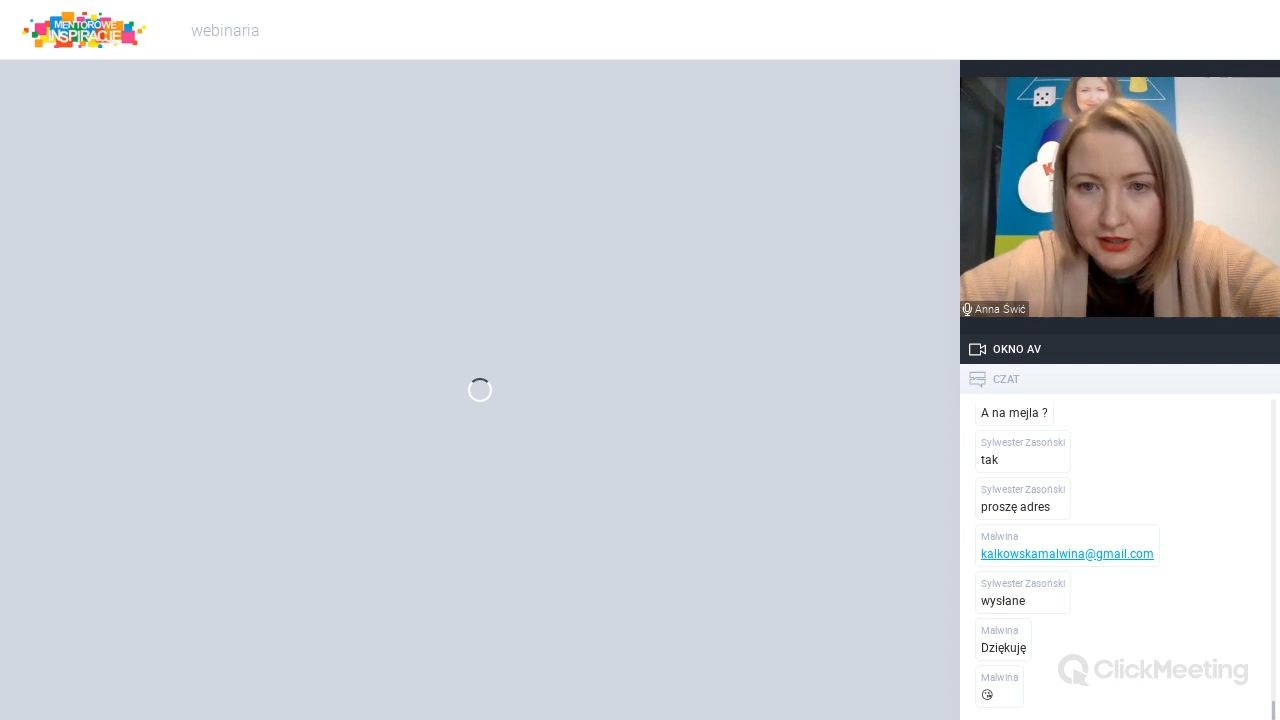 MENTOROWE
INSPIRACJE
webinaria
Anna Świć
OKNO AV
CZAT
A na mejla ?
Sylwester Zasoński
tak
Sylwester Zasoński
proszę adres
Malwina
kalkowskamalwina@gmail.com
Sylwester Zasoński
wysłane
Malwina
Dziękuję
Malwina
😘
ClickMeeting